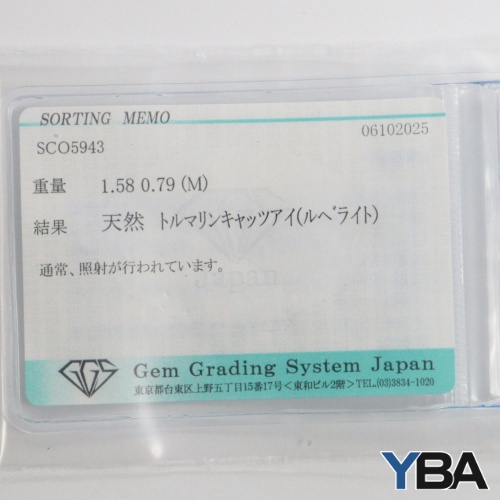 SORTING MEMO
SCO5943 06102025
重量 1.58 0.79 (M)
結果 天然 トルマリンキャッツアイ(ルベライト)
通常、照射が行われています。
Japan
GGS Gem Grading System Japan
東京都台東区上野五丁目15番17号＜東和ビル2階＞TEL.(03)3834-1020
YBA